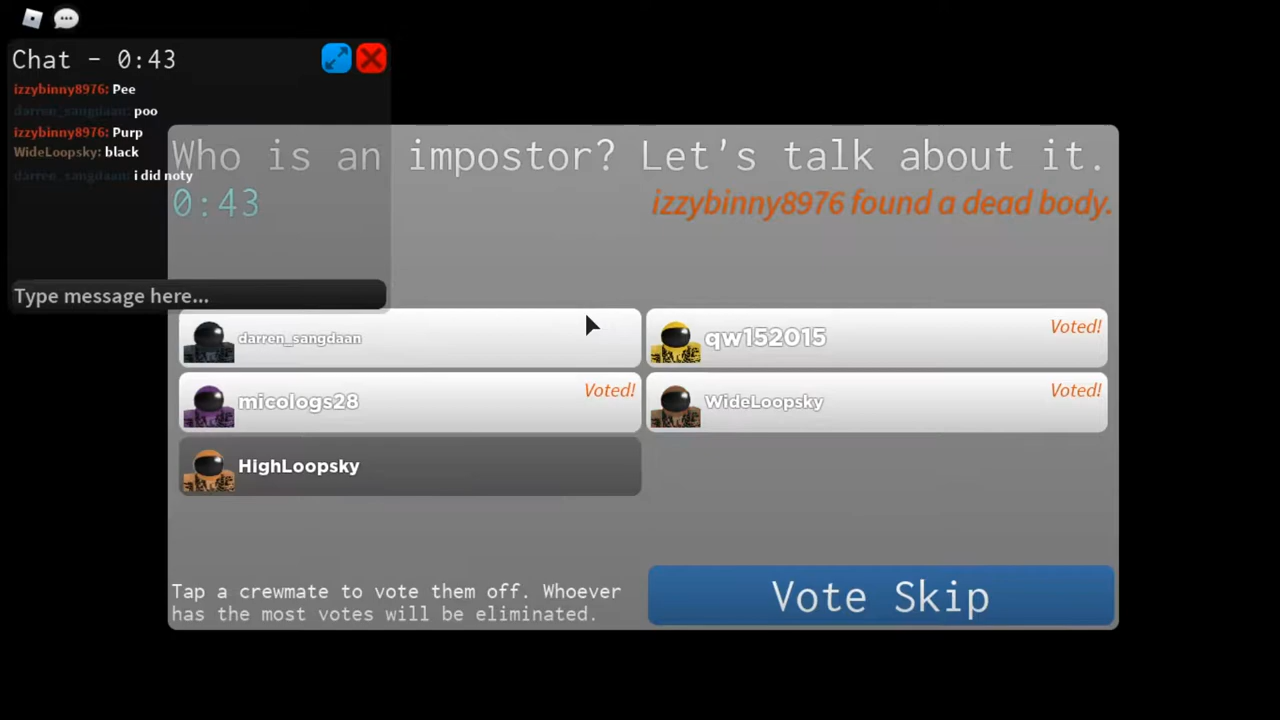 Chat - 0:43
izzybinny8976: Pee
darren_sangdaan: poo
izzybinny8976: Purp
WideLoopsky: black
darren_sangdaan: i did noty
Type message here...
Who is an impostor? Let's talk about it.
0:43
izzybinny8976 found a dead body.
darren_sangdaan
qw152015
Voted!
micologs28
Voted!
WideLoopsky
Voted!
HighLoopsky
Tap a crewmate to vote them off. Whoever
has the most votes will be eliminated.
Vote Skip